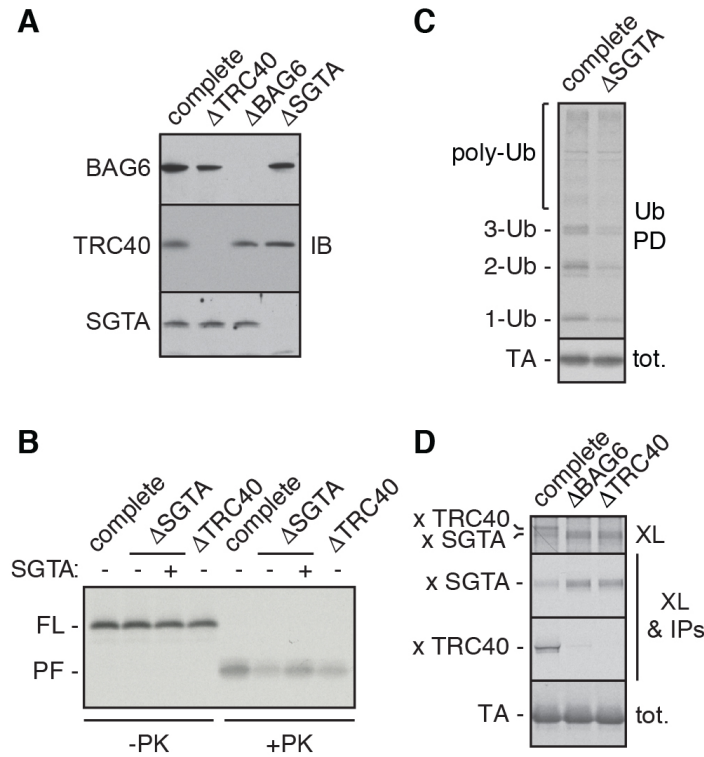 A
complete
ΔTRC40
ΔBAG6
ΔSGTA
BAG6
TRC40
IB
SGTA
B
complete
ΔSGTA
ΔTRC40
complete
ΔSGTA
ΔTRC40
SGTA: - - + - - - + -
FL -
PF -
-PK
+PK
C
complete
ΔSGTA
poly-Ub
3-Ub -
2-Ub -
1-Ub -
Ub
PD
TA -
tot.
D
complete
ΔBAG6
ΔTRC40
x TRC40
x SGTA
XL
x SGTA -
x TRC40 -
XL
& IPs
TA -
tot.